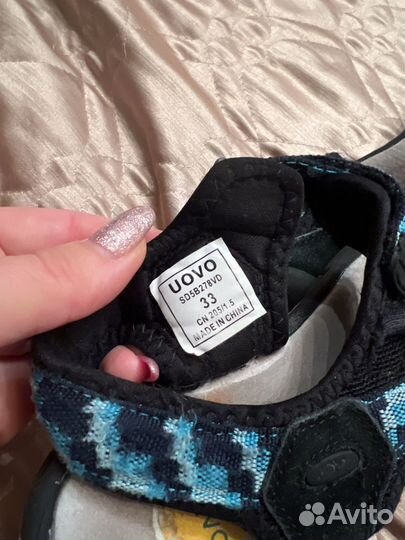 UOVO
SD5B278VD
33
CN 205/1.5
MADE IN CHINA
Avito